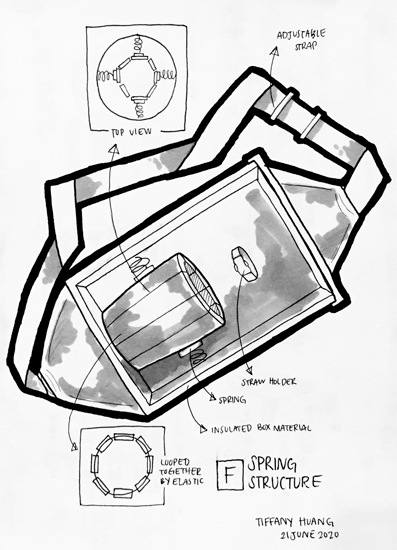 ADJUSTABLE
STRAP
TOP VIEW
STRAW HOLDER
SPRING
INSULATED BOX MATERIAL
LOOPED
TOGETHER
BY ELASTIC
F
SPRING
STRUCTURE
TIFFANY HUANG
21 JUNE 2020